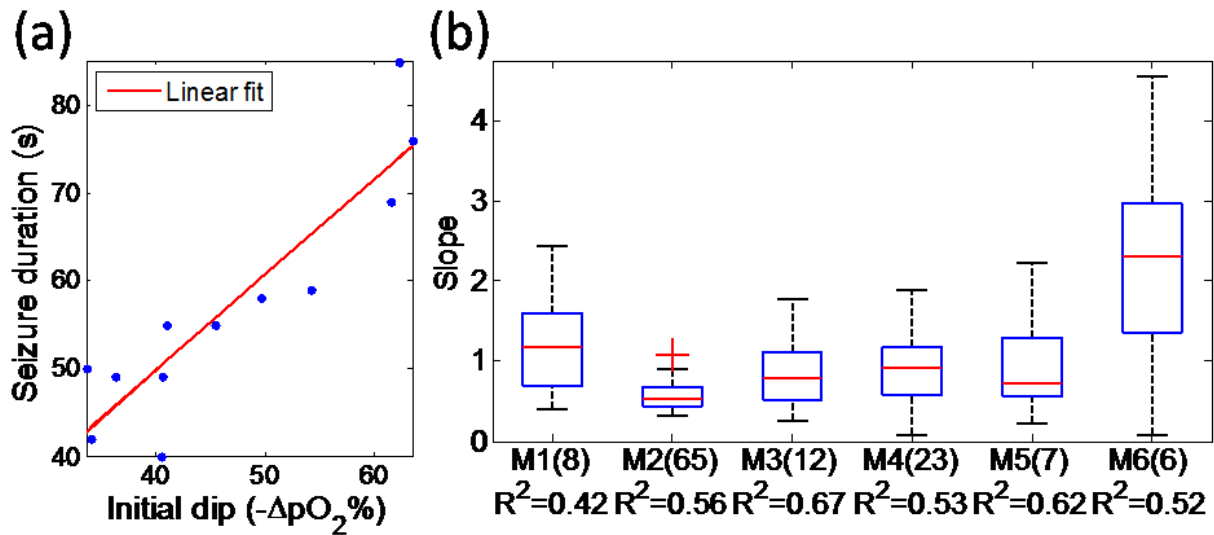 (a)
Linear fit
Seizure duration (s)
80
70
60
50
40
40 50 60
Initial dip (-ΔpO₂%)
(b)
Slope
4
3
2
1
0
M1(8) M2(65) M3(12) M4(23) M5(7) M6(6)
R²=0.42 R²=0.56 R²=0.67 R²=0.53 R²=0.62 R²=0.52